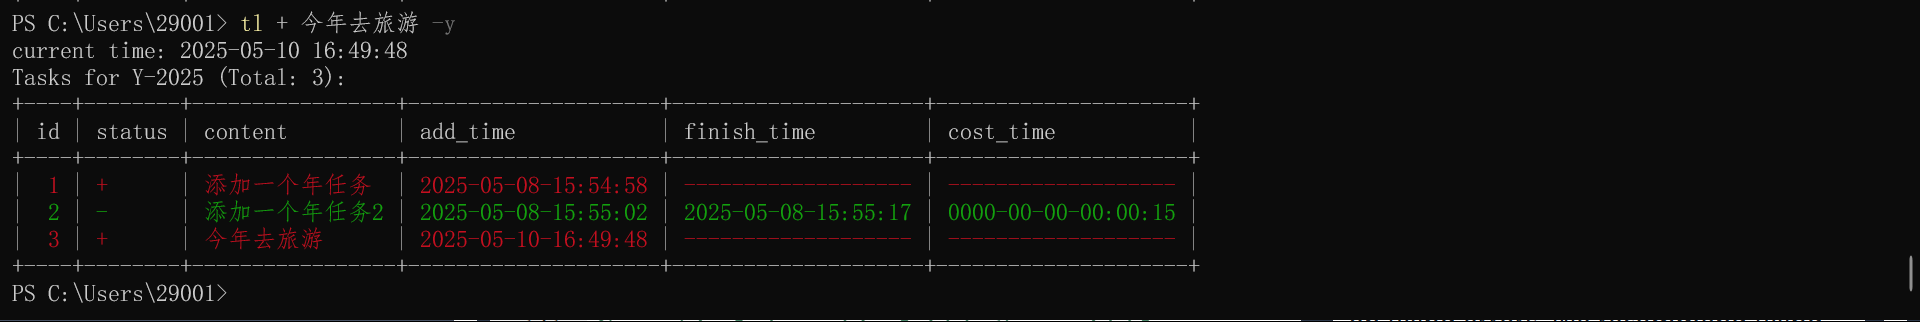 PS C:\Users\29001> tl + 今年去旅游 -y
current time: 2025-05-10 16:49:48
Tasks for Y-2025 (Total: 3):
+----+--------+-----------------+---------------------+---------------------+---------------------+
| id | status | content         | add_time            | finish_time         | cost_time           |
+----+--------+-----------------+---------------------+---------------------+---------------------+
|  1 | +      | 添加一个年任务  | 2025-05-08-15:54:58 | ------------------- | ------------------- |
|  2 | -      | 添加一个年任务2 | 2025-05-08-15:55:02 | 2025-05-08-15:55:17 | 0000-00-00-00:00:15 |
|  3 | +      | 今年去旅游      | 2025-05-10-16:49:48 | ------------------- | ------------------- |
+----+--------+-----------------+---------------------+---------------------+---------------------+
PS C:\Users\29001>